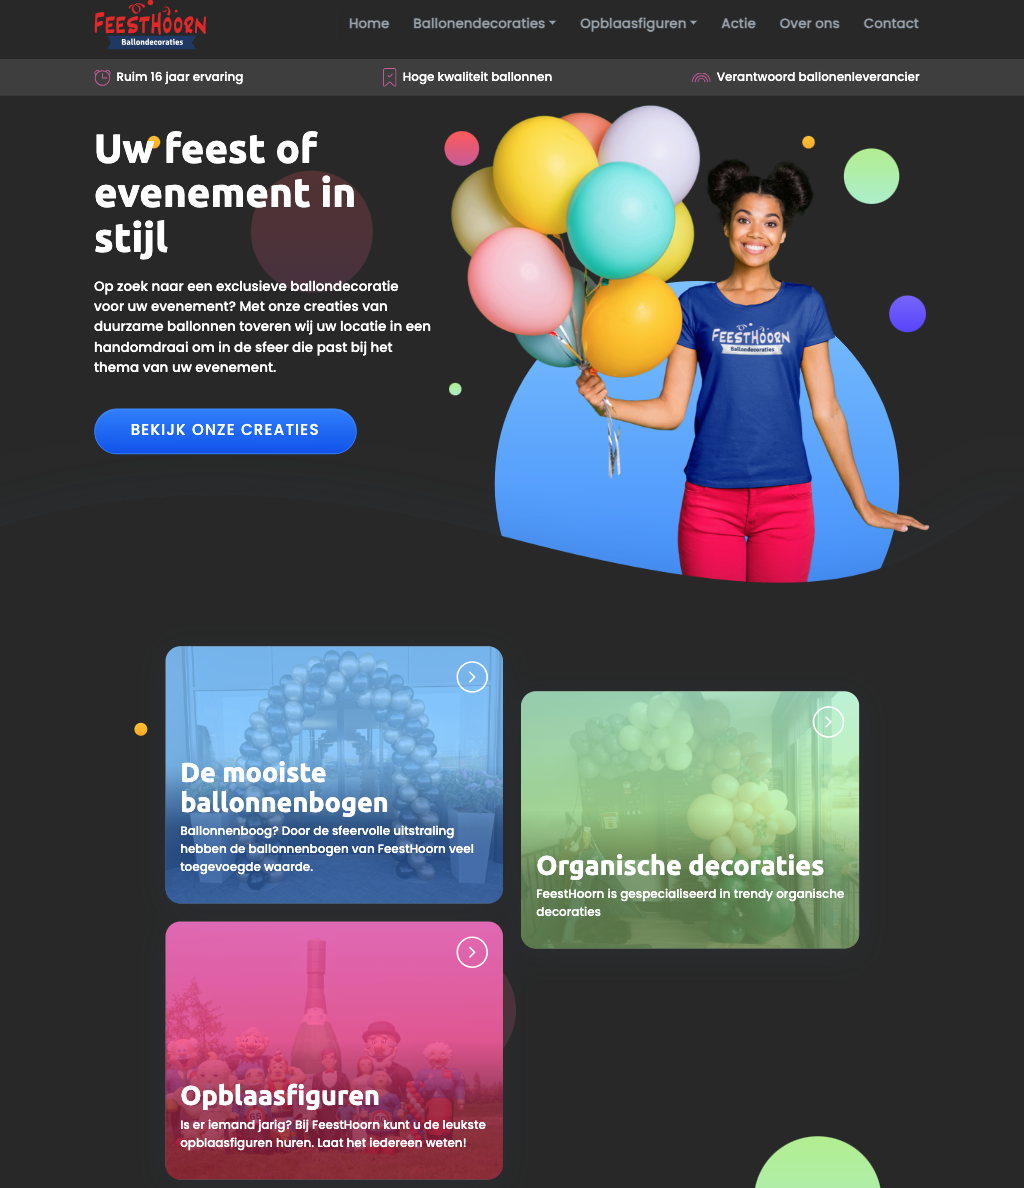 FEESTHOORN
Ballondecoraties
Home Ballonendecoraties Opblaasfiguren Actie Over ons Contact
Ruim 16 jaar ervaring Hoge kwaliteit ballonnen Verantwoord ballonenleverancier
Uw feest of
evenement in
stijl
Op zoek naar een exclusieve ballondecoratie
voor uw evenement? Met onze creaties van
duurzame ballonnen toveren wij uw locatie in een
handomdraai om in de sfeer die past bij het
thema van uw evenement.
BEKIJK ONZE CREATIES
FEESTHOORN
Ballondecoraties
De mooiste
ballonnenbogen
Ballonnenboog? Door de sfeervolle uitstraling
hebben de ballonnenbogen van FeestHoorn veel
toegevoegde waarde.
Organische decoraties
FeestHoorn is gespecialiseerd in trendy organische
decoraties
Opblaasfiguren
Is er iemand jarig? Bij FeestHoorn kunt u de leukste
opblaasfiguren huren. Laat het iedereen weten!